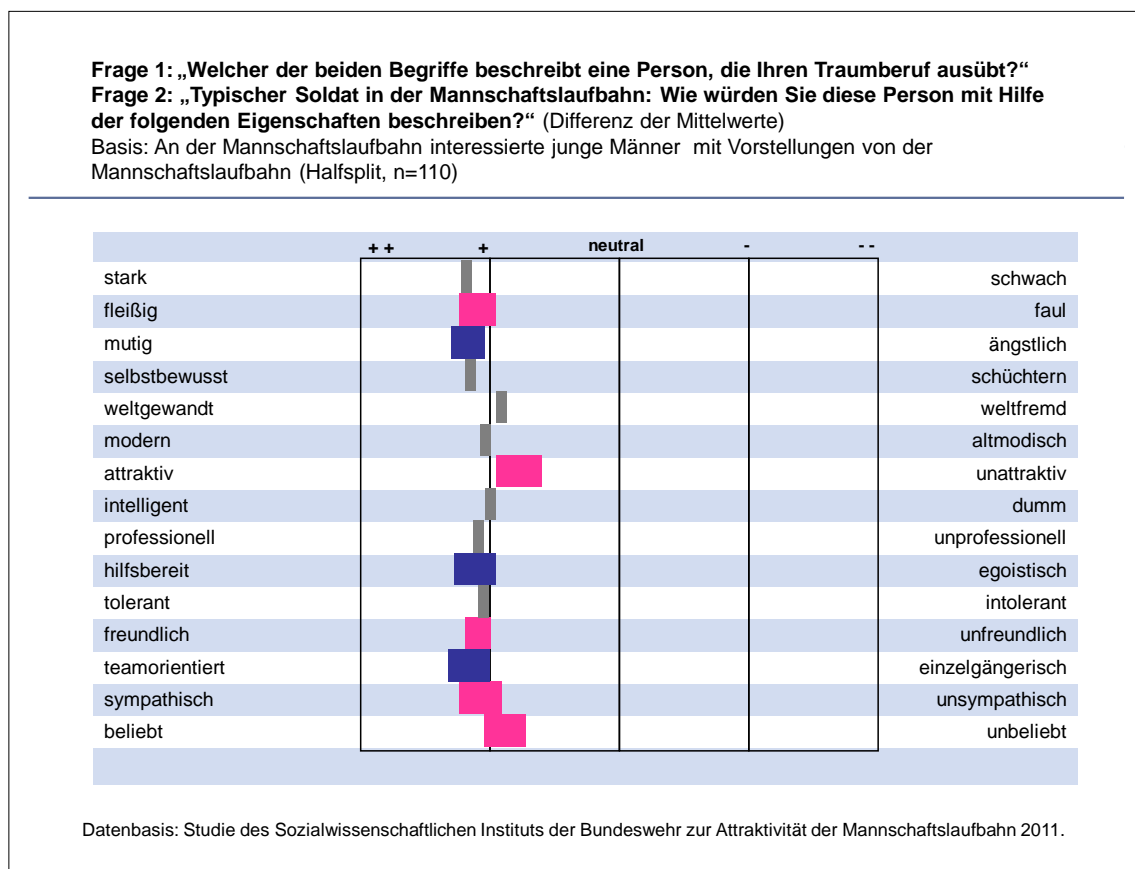 Frage 1: „Welcher der beiden Begriffe beschreibt eine Person, die Ihren Traumberuf ausübt?“
Frage 2: „Typischer Soldat in der Mannschaftslaufbahn: Wie würden Sie diese Person mit Hilfe
der folgenden Eigenschaften beschreiben?“ (Differenz der Mittelwerte)
Basis: An der Mannschaftslaufbahn interessierte junge Männer mit Vorstellungen von der
Mannschaftslaufbahn (Halfsplit, n=110)
+ + + neutral - - -
stark schwach
fleißig faul
mutig ängstlich
selbstbewusst schüchtern
weltgewandt weltfremd
modern altmodisch
attraktiv unattraktiv
intelligent dumm
professionell unprofessionell
hilfsbereit egoistisch
tolerant intolerant
freundlich unfreundlich
teamorientiert einzelgängerisch
sympathisch unsympathisch
beliebt unbeliebt
Datenbasis: Studie des Sozialwissenschaftlichen Instituts der Bundeswehr zur Attraktivität der Mannschaftslaufbahn 2011.